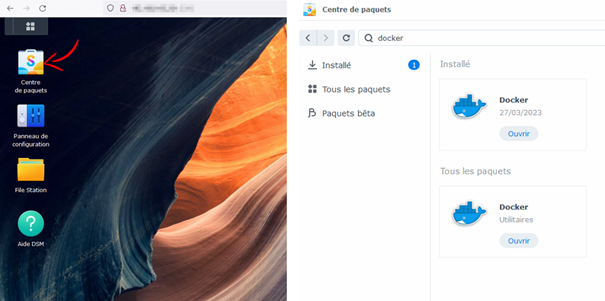 Centre
de paquets
Panneau de
configuration
File Station
Aide DSM
Centre de paquets
docker
Installé
1
Tous les paquets
Paquets bêta
Installé
Docker
27/03/2023
Ouvrir
Tous les paquets
Docker
Utilitaires
Ouvrir